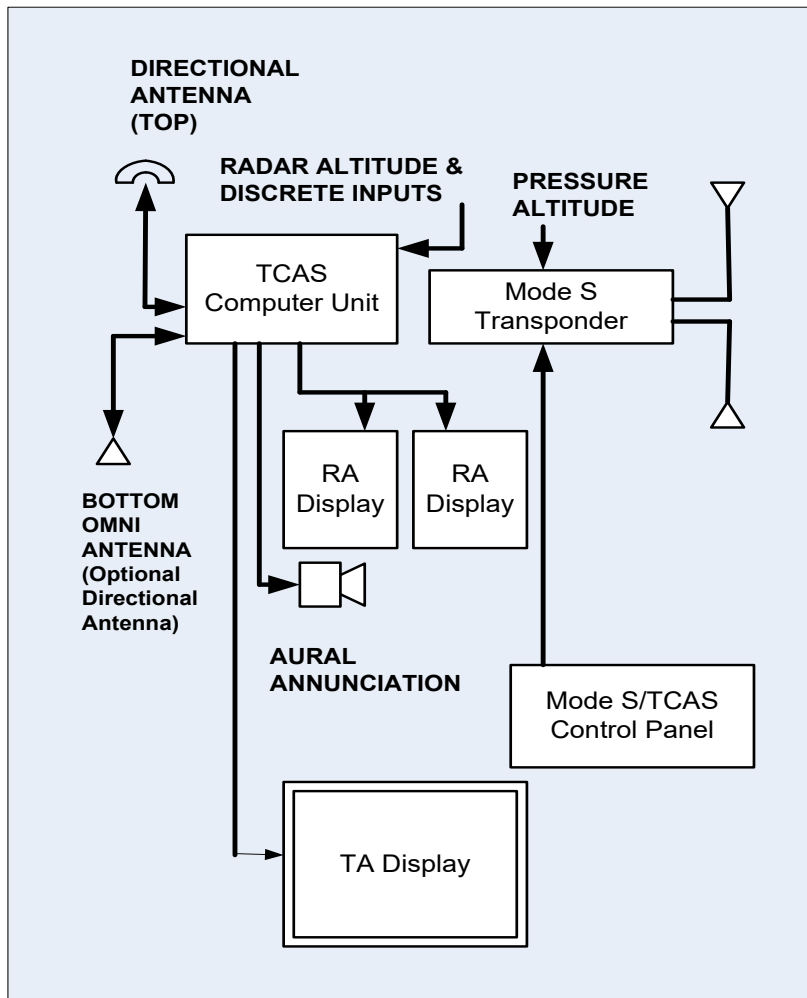 DIRECTIONAL
ANTENNA
(TOP)
RADAR ALTITUDE &
DISCRETE INPUTS
PRESSURE
ALTITUDE
TCAS
Computer Unit
Mode S
Transponder
RA
Display
RA
Display
BOTTOM
OMNI
ANTENNA
(Optional
Directional
Antenna)
AURAL
ANNUNCIATION
Mode S/TCAS
Control Panel
TA Display